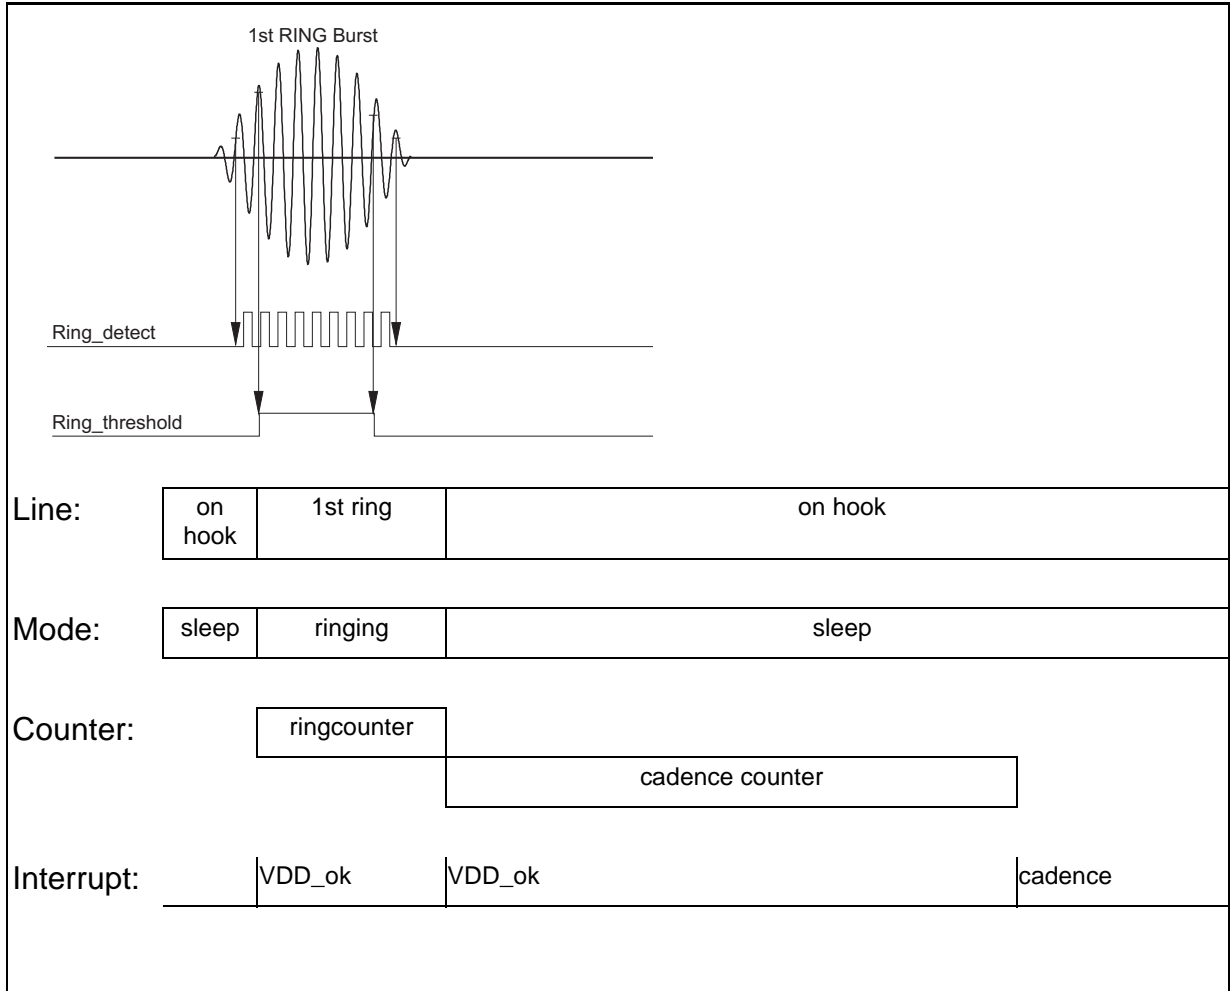 1st RING Burst
Ring_detect
Ring_threshold
Line:
on
hook
1st ring
on hook
Mode:
sleep
ringing
sleep
Counter:
ringcounter
cadence counter
Interrupt:
VDD_ok
VDD_ok
cadence